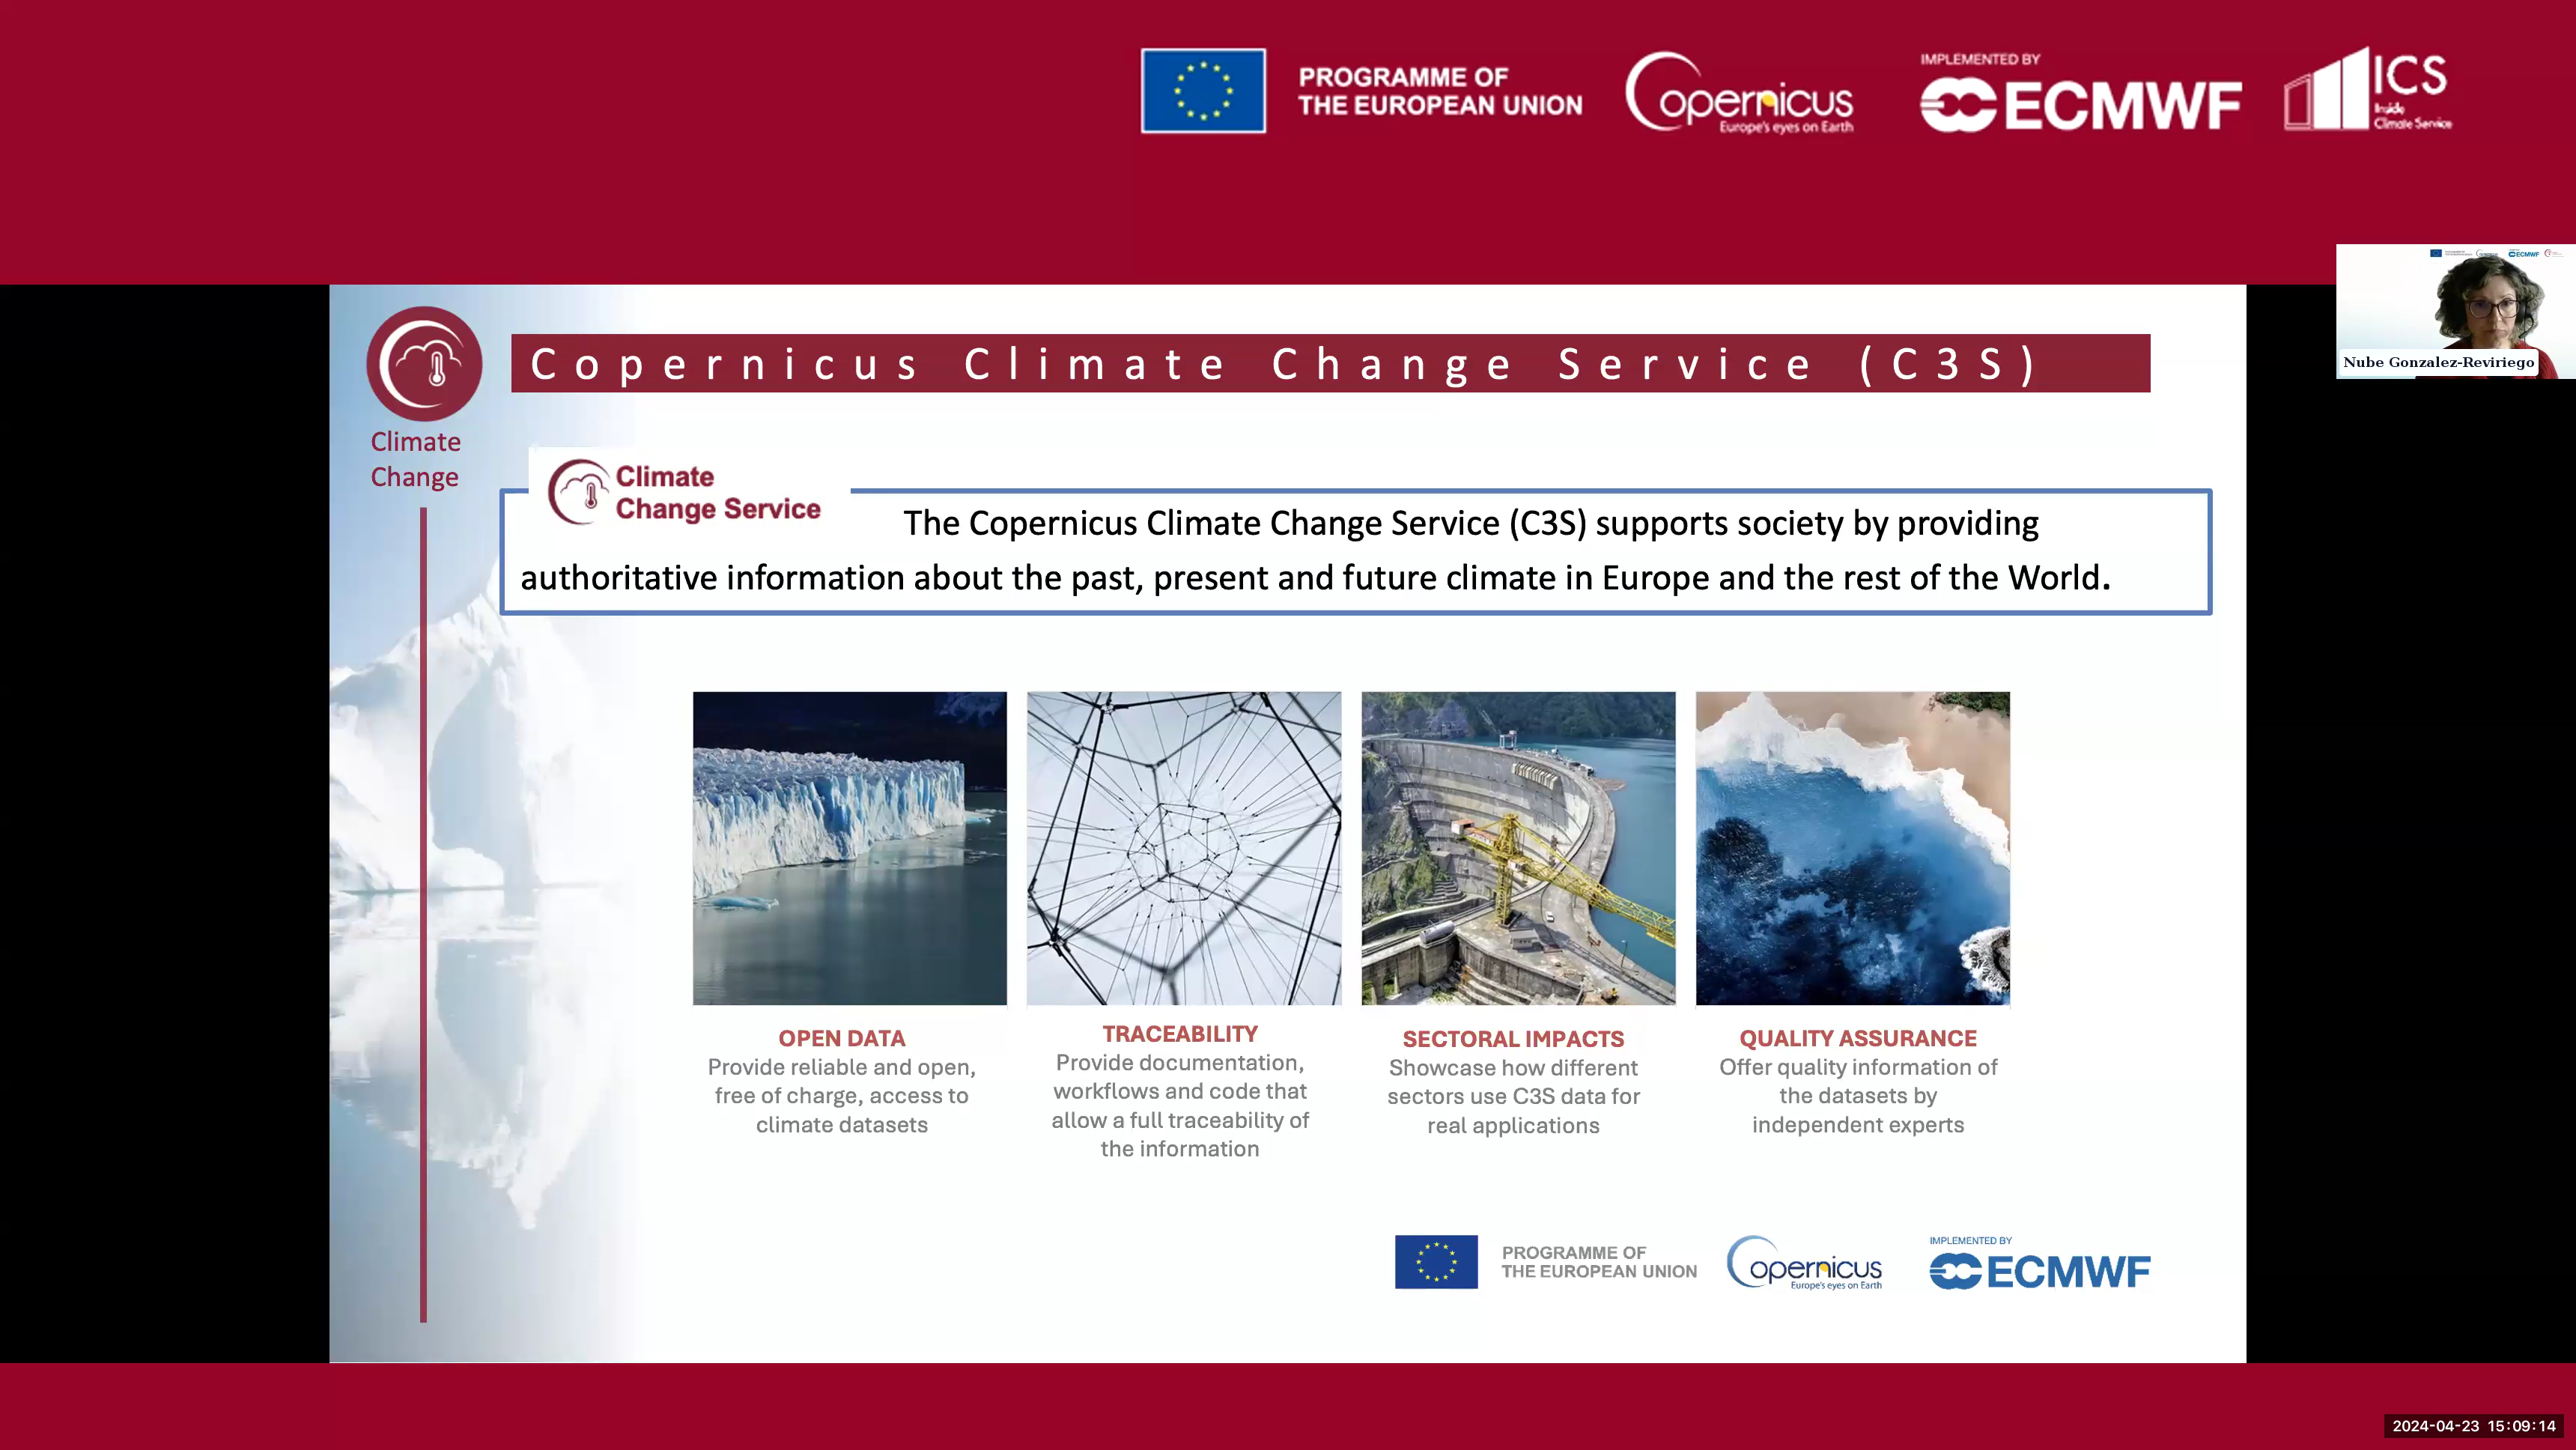 PROGRAMME OF
THE EUROPEAN UNION
Copernicus
Europe's eyes on Earth
IMPLEMENTED BY
ECMWF
ICS
Inside
Climate Service
ECMWF
Nube Gonzalez-Reviriego
Climate
Change
Copernicus Climate Change Service (C3S)
Climate
Change Service
The Copernicus Climate Change Service (C3S) supports society by providing
authoritative information about the past, present and future climate in Europe and the rest of the World.
OPEN DATA
Provide reliable and open,
free of charge, access to
climate datasets
TRACEABILITY
Provide documentation,
workflows and code that
allow a full traceability of
the information
SECTORAL IMPACTS
Showcase how different
sectors use C3S data for
real applications
QUALITY ASSURANCE
Offer quality information of
the datasets by
independent experts
PROGRAMME OF
THE EUROPEAN UNION
Copernicus
Europe's eyes on Earth
IMPLEMENTED BY
ECMWF
2024-04-23 15:09:14